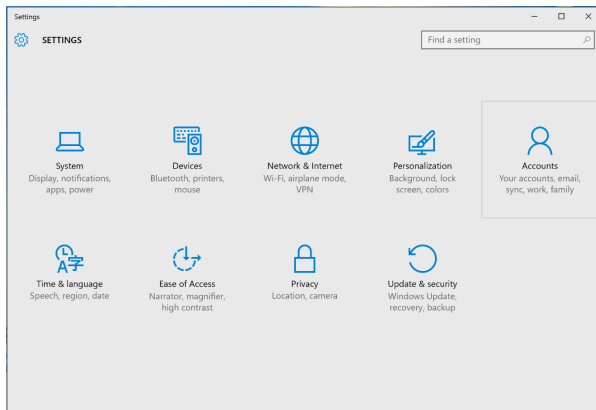 Settings
SETTINGS
Find a setting
System
Display, notifications,
apps, power
Devices
Bluetooth, printers,
mouse
Network & Internet
Wi-Fi, airplane mode,
VPN
Personalization
Background, lock
screen, colors
Accounts
Your accounts, email,
sync, work, family
A字
Time & language
Speech, region, date
Ease of Access
Narrator, magnifier,
high contrast
Privacy
Location, camera
Update & security
Windows Update,
recovery, backup